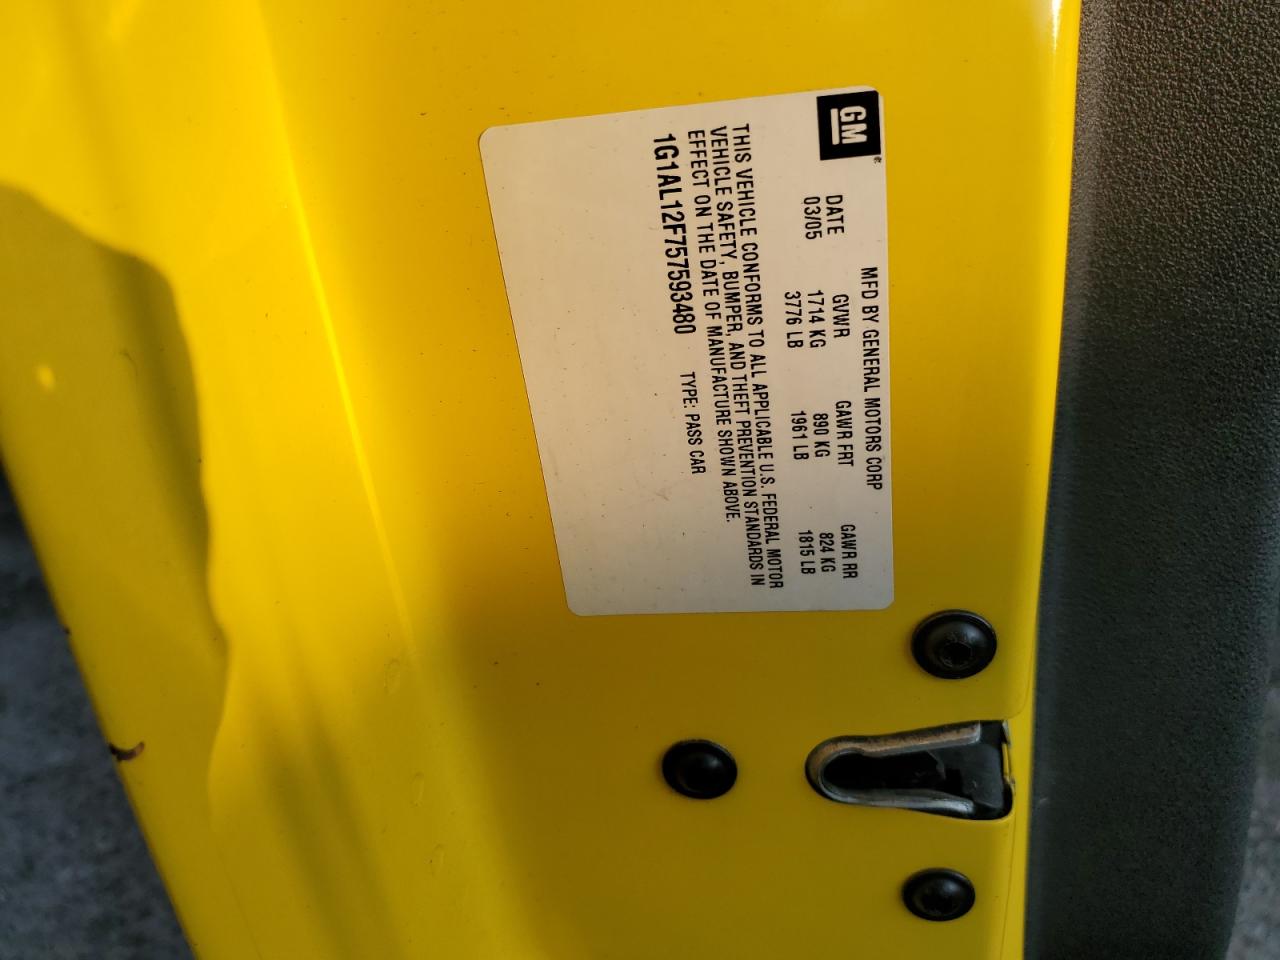 GM®
MFD BY GENERAL MOTORS CORP
DATE GVWR GAWR FRT GAWR RR
03/05 1714 KG 890 KG 824 KG
3776 LB 1961 LB 1815 LB
THIS VEHICLE CONFORMS TO ALL APPLICABLE U.S. FEDERAL MOTOR
VEHICLE SAFETY, BUMPER, AND THEFT PREVENTION STANDARDS IN
EFFECT ON THE DATE OF MANUFACTURE SHOWN ABOVE.
1G1AL12F757593480 TYPE: PASS CAR